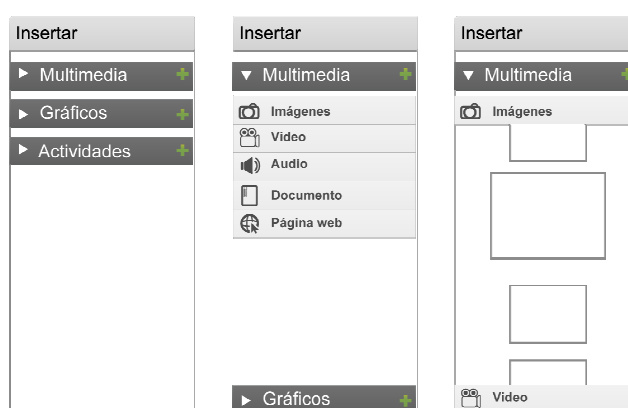 Insertar
Multimedia
Gráficos
Actividades
Insertar
Multimedia
Imágenes
Video
Audio
Documento
Página web
Gráficos
Insertar
Multimedia
Imágenes
Video